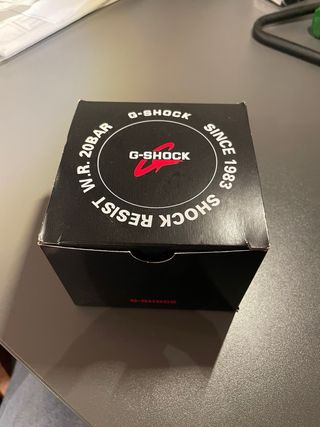 G-SHOCK
SINCE 1983
SHOCK RESIST
W.R. 20BAR
G-SHOCK
G-SHOCK